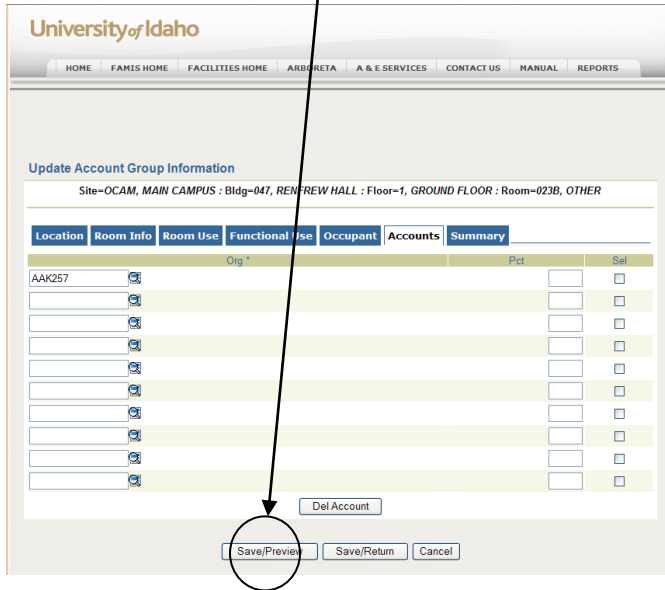 University of Idaho
HOME FAMIS HOME FACILITIES HOME ARBORETA A & E SERVICES CONTACT US MANUAL REPORTS
Update Account Group Information
Site=OCAM, MAIN CAMPUS : Bldg=047, RENFREW HALL : Floor=1, GROUND FLOOR : Room=023B, OTHER
Location Room Info Room Use Functional Use Occupant Accounts Summary
Org * Pct Sel
AAK257
Del Account
Save/Preview Save/Return Cancel